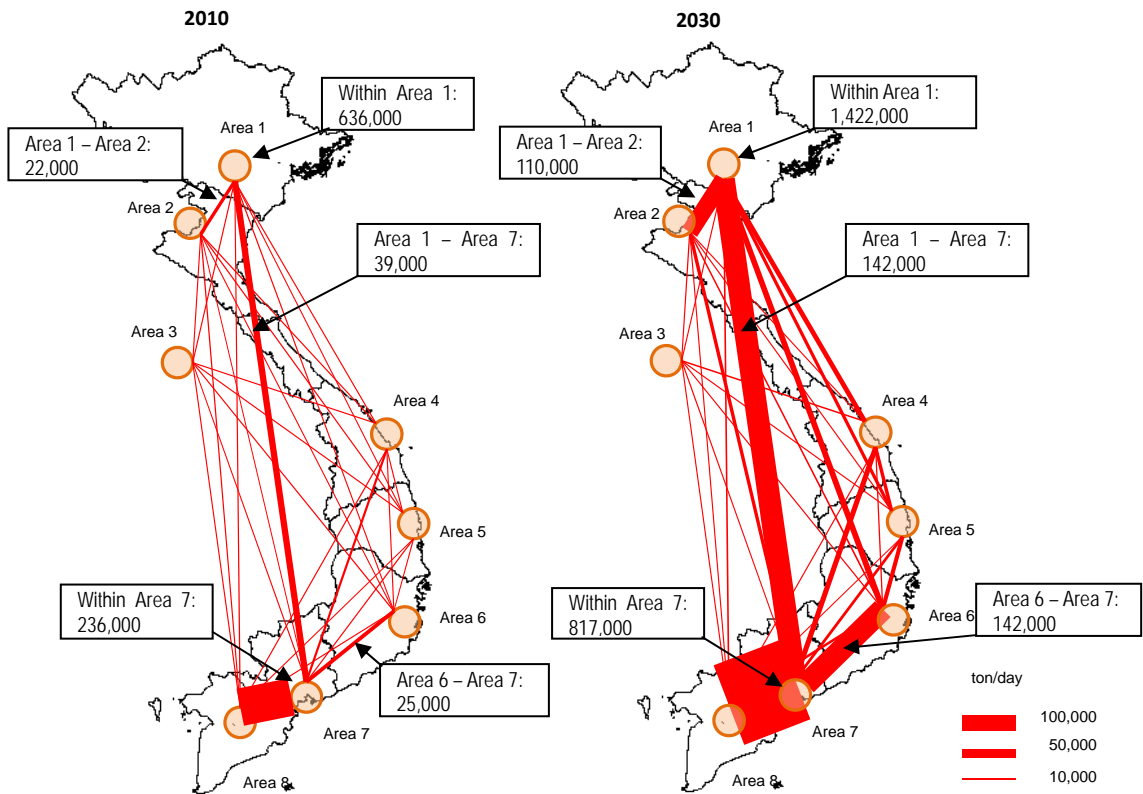 2010
Within Area 1:
636,000
Area 1
Area 1 – Area 2:
22,000
Area 2
Area 1 – Area 7:
39,000
Area 3
Area 4
Area 5
Within Area 7:
236,000
Area 6
Area 6 – Area 7:
25,000
Area 7
Area 8
2030
Within Area 1:
1,422,000
Area 1
Area 1 – Area 2:
110,000
Area 2
Area 1 – Area 7:
142,000
Area 3
Area 4
Area 5
Within Area 7:
817,000
Area 6
Area 6 – Area 7:
142,000
Area 7
Area 8
ton/day
100,000
50,000
10,000